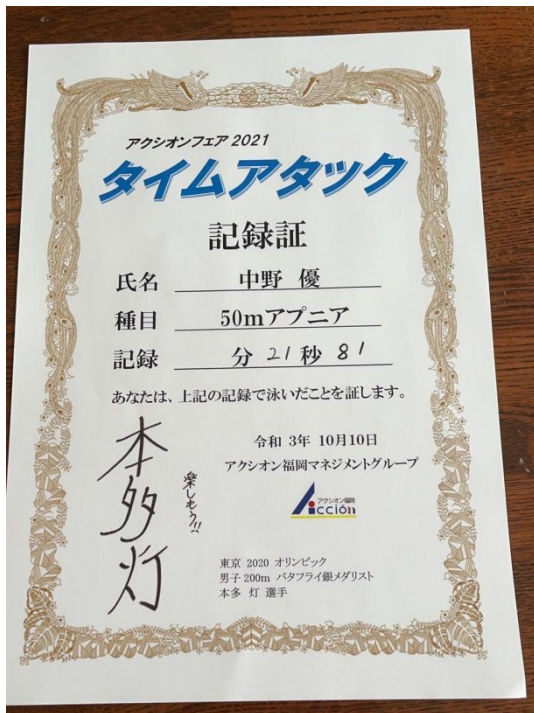 アクシオンフェア 2021
タイムアタック
記録証
氏名 中野 優
種目 50mアプニア
記録 分 21 秒 81
あなたは、上記の記録で泳いだことを証します。
令和 3年 10月10日
アクシオン福岡マネジメントグループ
アクシオン福岡
Acción
本多灯
楽しもう!!
東京 2020 オリンピック
男子 200m バタフライ銀メダリスト
本多 灯 選手